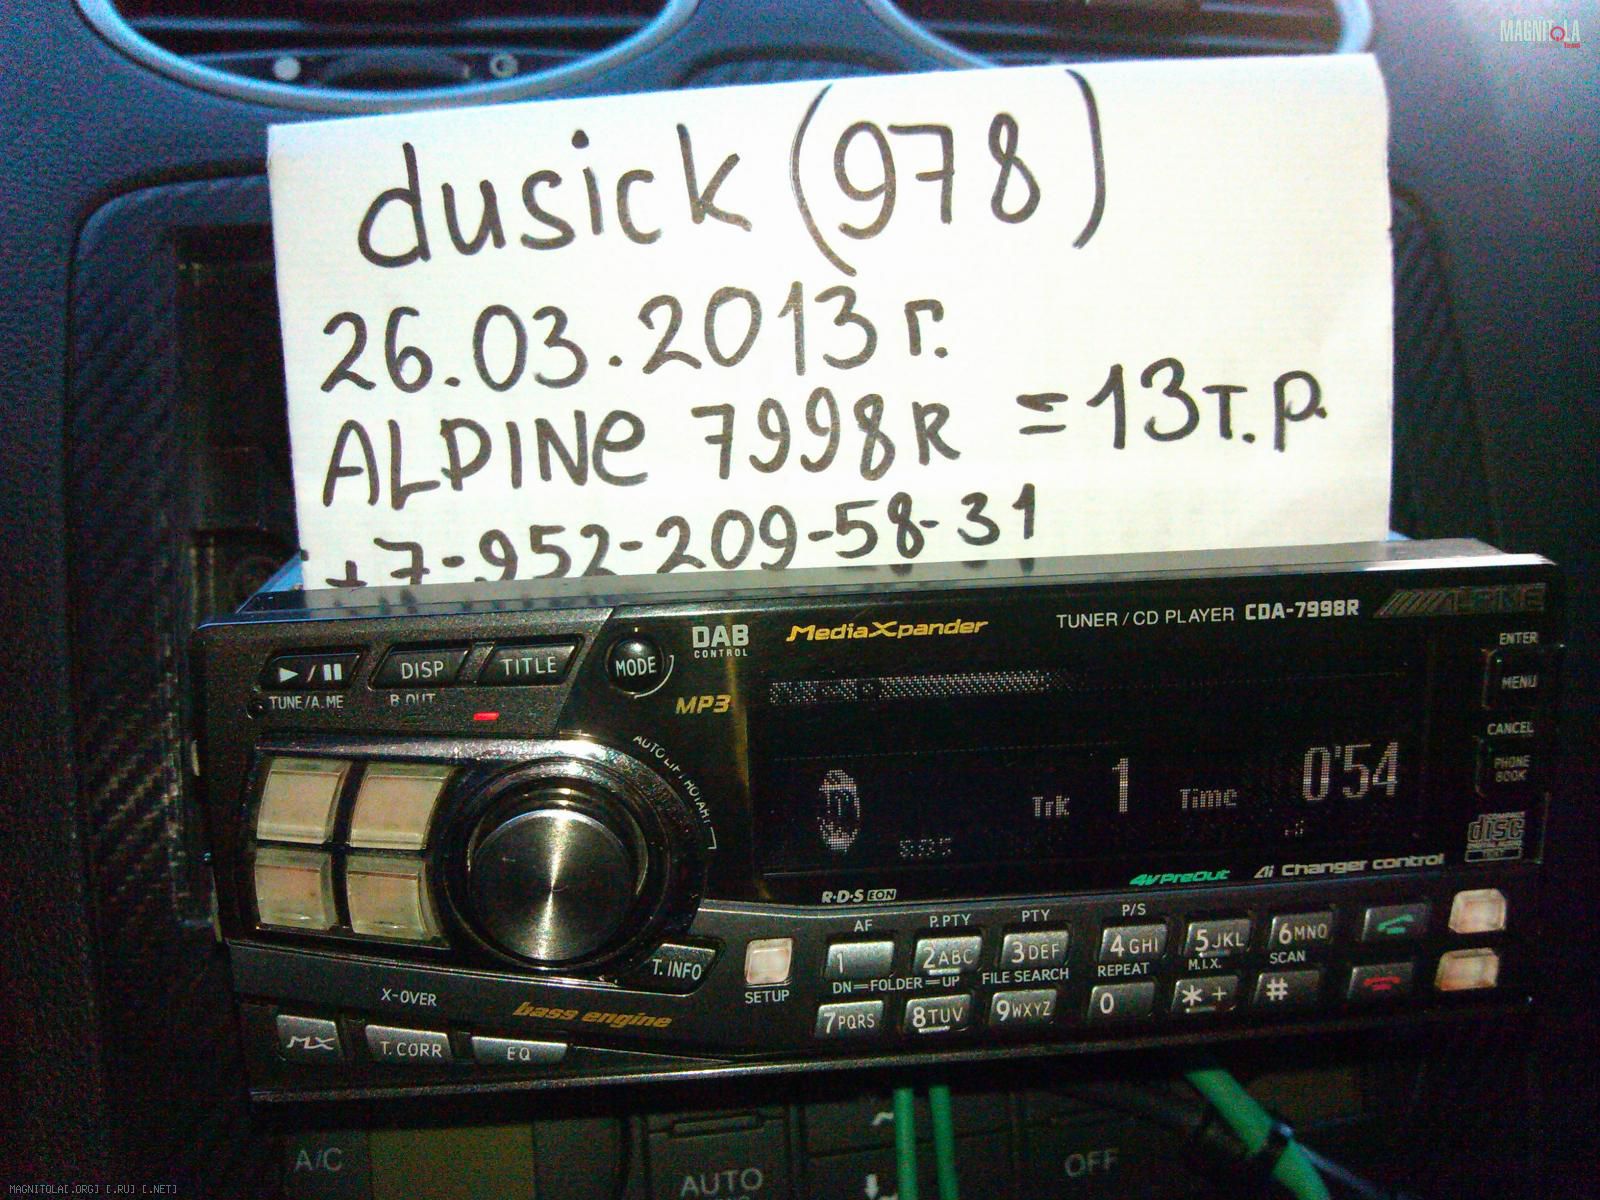 MAGNITOLA
Team
dusick (978)
26.03.2013 г.
ALPINE 7998R = 13т.р.
+7-952-209-58-31
TUNER / CD PLAYER CDA-7998R ALPINE
DAB
CONTROL
MediaXpander
ENTER
MENU
DISP
TITLE
MODE
TUNE/A.ME
B.OUT
MP3
CANCEL
PHONE
BOOK
Trk 1 Time 0'54
disc
4V PreOut
Ai Changer control
R·D·S EON
AF
P.PTY
PTY
P/S
1
2ABC
3DEF
4GHI
5JKL
6MNO
T.INFO
SETUP
DN FOLDER UP
FILE SEARCH
REPEAT
M.I.X.
SCAN
7PQRS
8TUV
9WXYZ
0
* +
#
X-OVER
bass engine
MX
T.CORR
EQ
A/C
AUTO
OFF
MAGNITOLA[.ORG] [.RU] [.NET]